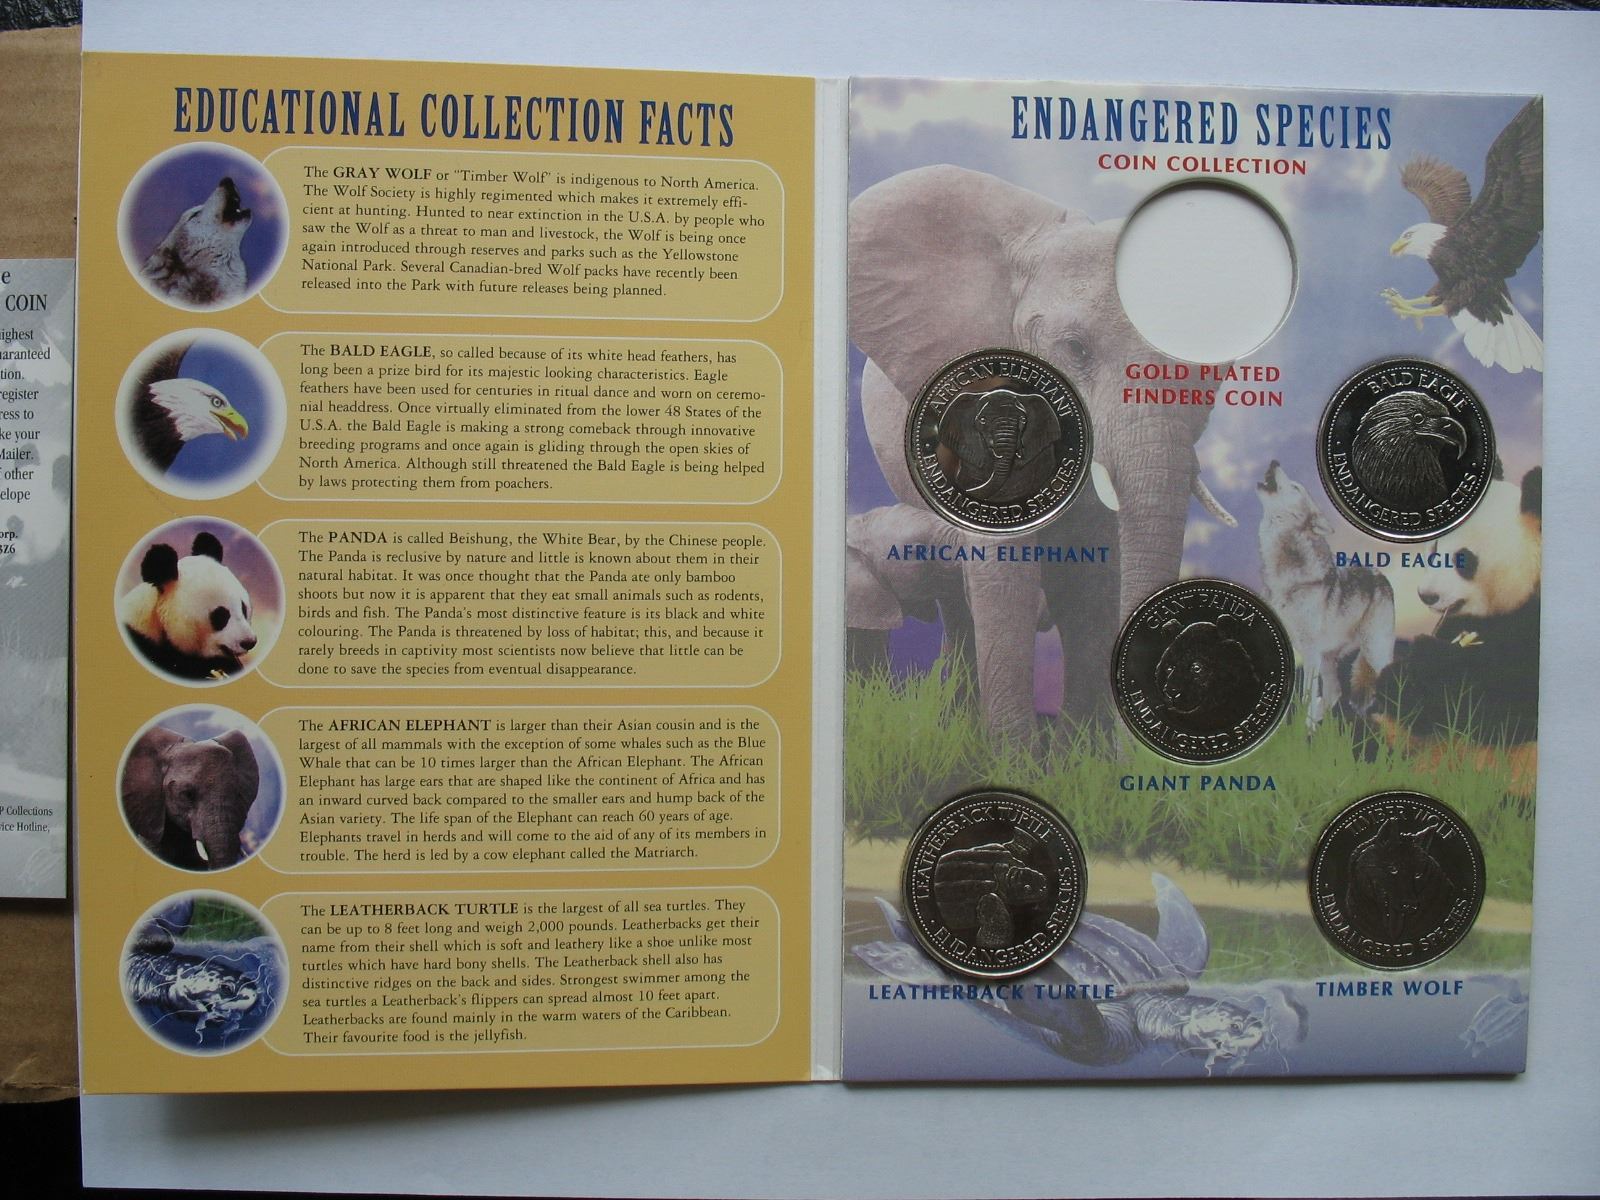 e
COIN
ighest
uaranteed
tion.
register
ress to
ke your
Mailer.
f other
elope
orp.
3Z6
P Collections
vice Hotline,
EDUCATIONAL COLLECTION FACTS
The GRAY WOLF or "Timber Wolf" is indigenous to North America.
The Wolf Society is highly regimented which makes it extremely effi-
cient at hunting. Hunted to near extinction in the U.S.A. by people who
saw the Wolf as a threat to man and livestock, the Wolf is being once
again introduced through reserves and parks such as the Yellowstone
National Park. Several Canadian-bred Wolf packs have recently been
released into the Park with future releases being planned.
The BALD EAGLE, so called because of its white head feathers, has
long been a prize bird for its majestic looking characteristics. Eagle
feathers have been used for centuries in ritual dance and worn on ceremo-
nial headdress. Once virtually eliminated from the lower 48 States of the
U.S.A. the Bald Eagle is making a strong comeback through innovative
breeding programs and once again is gliding through the open skies of
North America. Although still threatened the Bald Eagle is being helped
by laws protecting them from poachers.
The PANDA is called Beishung, the White Bear, by the Chinese people.
The Panda is reclusive by nature and little is known about them in their
natural habitat. It was once thought that the Panda ate only bamboo
shoots but now it is apparent that they eat small animals such as rodents,
birds and fish. The Panda's most distinctive feature is its black and white
colouring. The Panda is threatened by loss of habitat; this, and because it
rarely breeds in captivity most scientists now believe that little can be
done to save the species from eventual disappearance.
The AFRICAN ELEPHANT is larger than their Asian cousin and is the
largest of all mammals with the exception of some whales such as the Blue
Whale that can be 10 times larger than the African Elephant. The African
Elephant has large ears that are shaped like the continent of Africa and has
an inward curved back compared to the smaller ears and hump back of the
Asian variety. The life span of the Elephant can reach 60 years of age.
Elephants travel in herds and will come to the aid of any of its members in
trouble. The herd is led by a cow elephant called the Matriarch.
The LEATHERBACK TURTLE is the largest of all sea turtles. They
can be up to 8 feet long and weigh 2,000 pounds. Leatherbacks get their
name from their shell which is soft and leathery like a shoe unlike most
turtles which have hard bony shells. The Leatherback shell also has
distinctive ridges on the back and sides. Strongest swimmer among the
sea turtles a Leatherback's flippers can spread almost 10 feet apart.
Leatherbacks are found mainly in the warm waters of the Caribbean.
Their favourite food is the jellyfish.
ENDANGERED SPECIES
COIN COLLECTION
GOLD PLATED
FINDERS COIN
AFRICAN ELEPHANT
ENDANGERED SPECIES
AFRICAN ELEPHANT
BALD EAGLE
ENDANGERED SPECIES
BALD EAGLE
GIANT PANDA
ENDANGERED SPECIES
GIANT PANDA
LEATHERBACK TURTLE
ENDANGERED SPECIES
LEATHERBACK TURTLE
TIMBER WOLF
ENDANGERED SPECIES
TIMBER WOLF